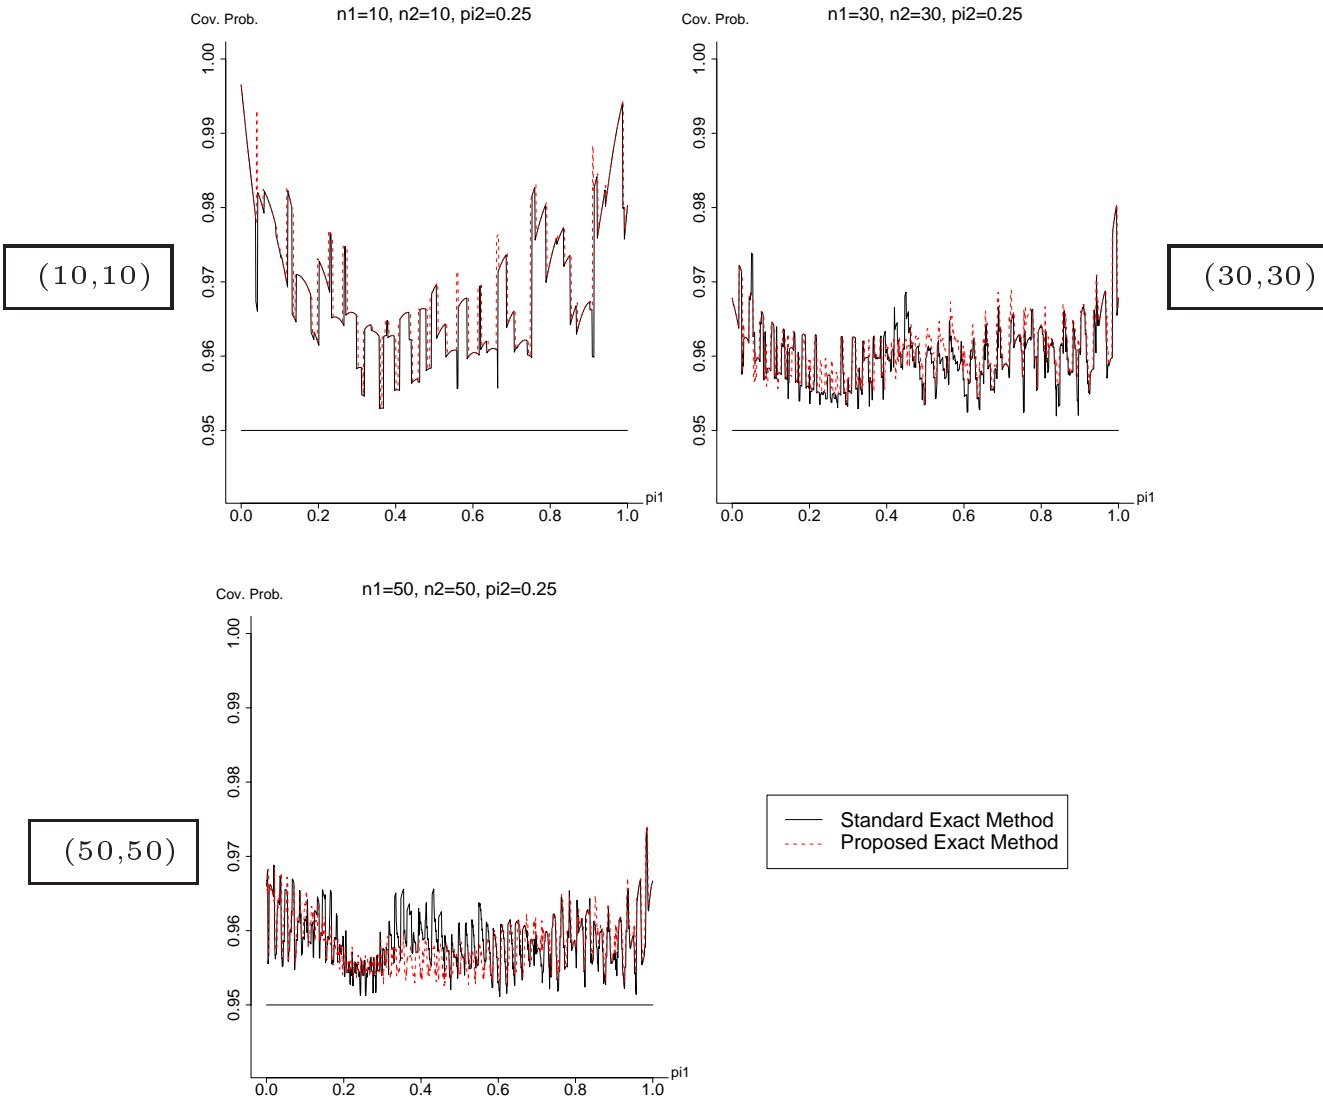 n1=10, n2=10, pi2=0.25
Cov. Prob.
1.00
0.99
0.98
0.97
0.96
0.95
0.0 0.2 0.4 0.6 0.8 1.0
pi1
(10,10)
n1=30, n2=30, pi2=0.25
Cov. Prob.
1.00
0.99
0.98
0.97
0.96
0.95
0.0 0.2 0.4 0.6 0.8 1.0
pi1
(30,30)
n1=50, n2=50, pi2=0.25
Cov. Prob.
1.00
0.99
0.98
0.97
0.96
0.95
0.0 0.2 0.4 0.6 0.8 1.0
pi1
(50,50)
Standard Exact Method
Proposed Exact Method